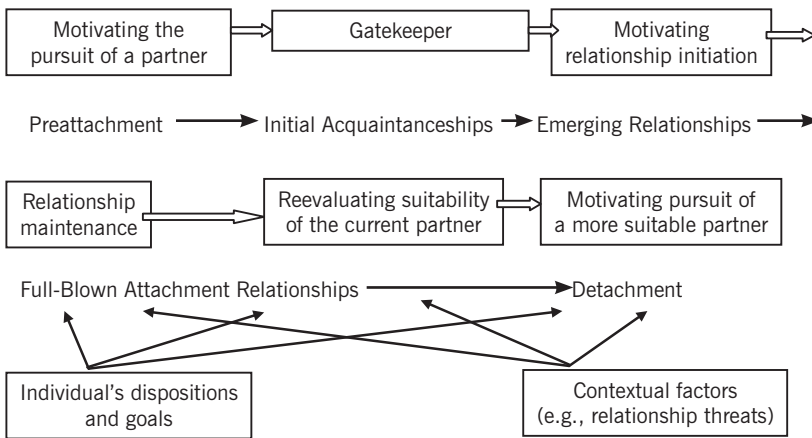 Motivating the
pursuit of a partner
Gatekeeper
Motivating
relationship initiation
Preattachment
Initial Acquaintanceships
Emerging Relationships
Relationship
maintenance
Reevaluating suitability
of the current partner
Motivating pursuit of
a more suitable partner
Full-Blown Attachment Relationships
Detachment
Individual’s dispositions
and goals
Contextual factors
(e.g., relationship threats)